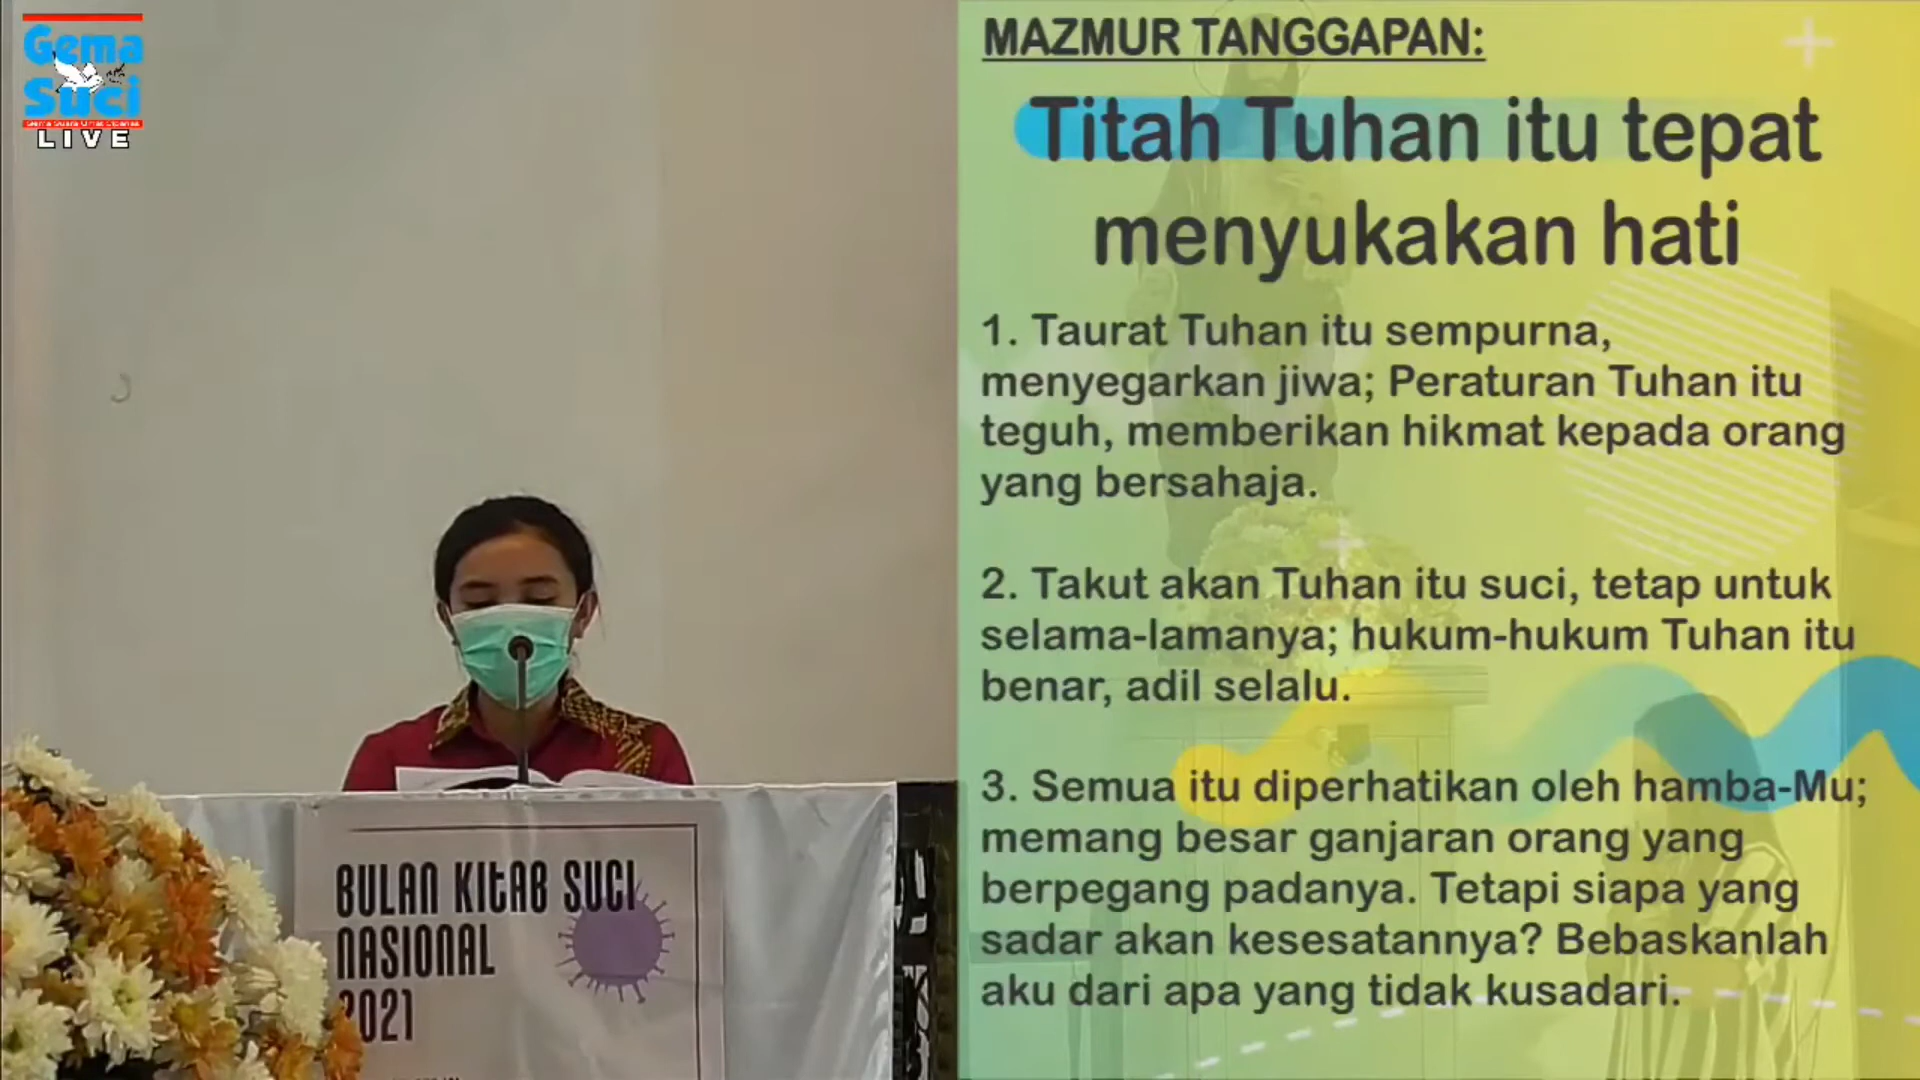 Gema
Suci
LIVE
MAZMUR TANGGAPAN:
Titah Tuhan itu tepat
menyukakan hati
1. Taurat Tuhan itu sempurna,
menyegarkan jiwa; Peraturan Tuhan itu
teguh, memberikan hikmat kepada orang
yang bersahaja.
2. Takut akan Tuhan itu suci, tetap untuk
selama-lamanya; hukum-hukum Tuhan itu
benar, adil selalu.
3. Semua itu diperhatikan oleh hamba-Mu;
memang besar ganjaran orang yang
berpegang padanya. Tetapi siapa yang
sadar akan kesesatannya? Bebaskanlah
aku dari apa yang tidak kusadari.
BULAN KITAB SUCI
NASIONAL
2021